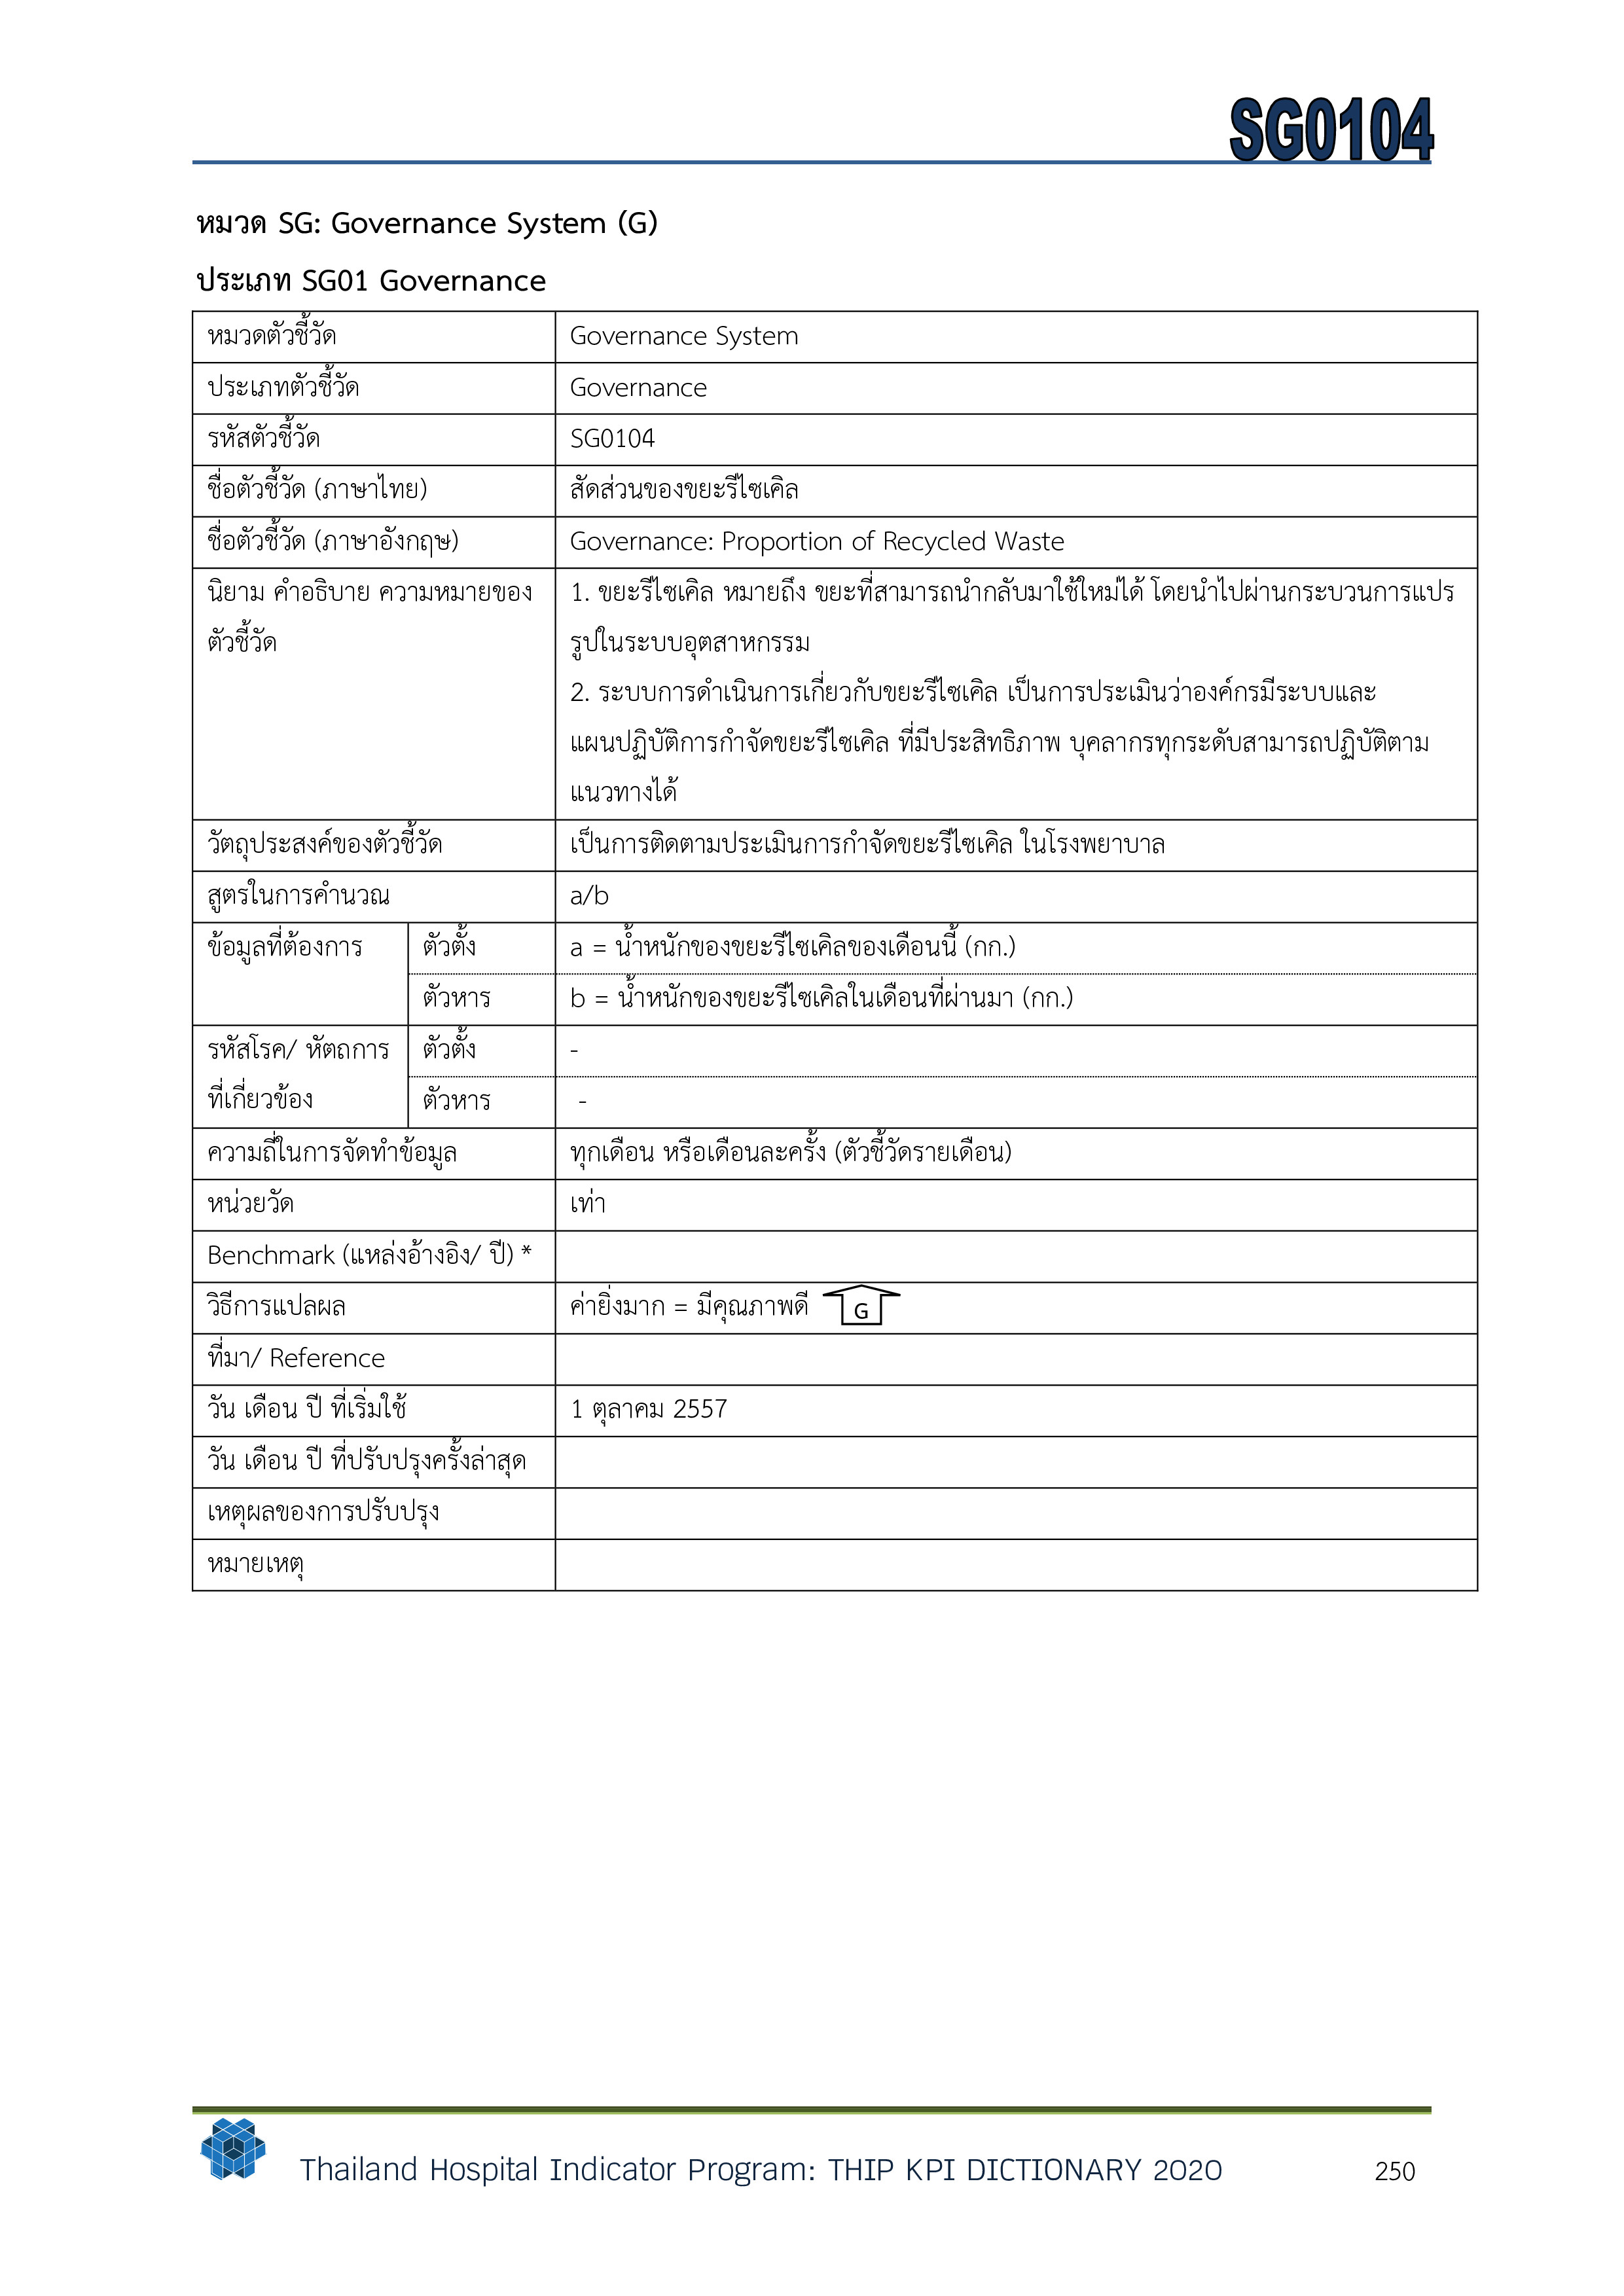 SG0104
หมวด SG: Governance System (G)
ประเภท SG01 Governance
หมวดตัวชี้วัด Governance System
ประเภทตัวชี้วัด Governance
รหัสตัวชี้วัด SG0104
ชื่อตัวชี้วัด (ภาษาไทย) สัดส่วนของขยะรีไซเคิล
ชื่อตัวชี้วัด (ภาษาอังกฤษ) Governance: Proportion of Recycled Waste
นิยาม คำอธิบาย ความหมายของ
ตัวชี้วัด
1. ขยะรีไซเคิล หมายถึง ขยะที่สามารถนำกลับมาใช้ใหม่ได้ โดยนำไปผ่านกระบวนการแปร
รูปในระบบอุตสาหกรรม
2. ระบบการดำเนินการเกี่ยวกับขยะรีไซเคิล เป็นการประเมินว่าองค์กรมีระบบและ
แผนปฏิบัติการกำจัดขยะรีไซเคิล ที่มีประสิทธิภาพ บุคลากรทุกระดับสามารถปฏิบัติตาม
แนวทางได้
วัตถุประสงค์ของตัวชี้วัด เป็นการติดตามประเมินการกำจัดขยะรีไซเคิล ในโรงพยาบาล
สูตรในการคำนวณ a/b
ข้อมูลที่ต้องการ ตัวตั้ง a = น้ำหนักของขยะรีไซเคิลของเดือนนี้ (กก.)
ตัวหาร b = น้ำหนักของขยะรีไซเคิลในเดือนที่ผ่านมา (กก.)
รหัสโรค/ หัตถการ ตัวตั้ง -
ที่เกี่ยวข้อง ตัวหาร -
ความถี่ในการจัดทำข้อมูล ทุกเดือน หรือเดือนละครั้ง (ตัวชี้วัดรายเดือน)
หน่วยวัด เท่า
Benchmark (แหล่งอ้างอิง/ ปี) *
วิธีการแปลผล ค่ายิ่งมาก = มีคุณภาพดี G
ที่มา/ Reference
วัน เดือน ปี ที่เริ่มใช้ 1 ตุลาคม 2557
วัน เดือน ปี ที่ปรับปรุงครั้งล่าสุด
เหตุผลของการปรับปรุง
หมายเหตุ
Thailand Hospital Indicator Program: THIP KPI DICTIONARY 2020 250